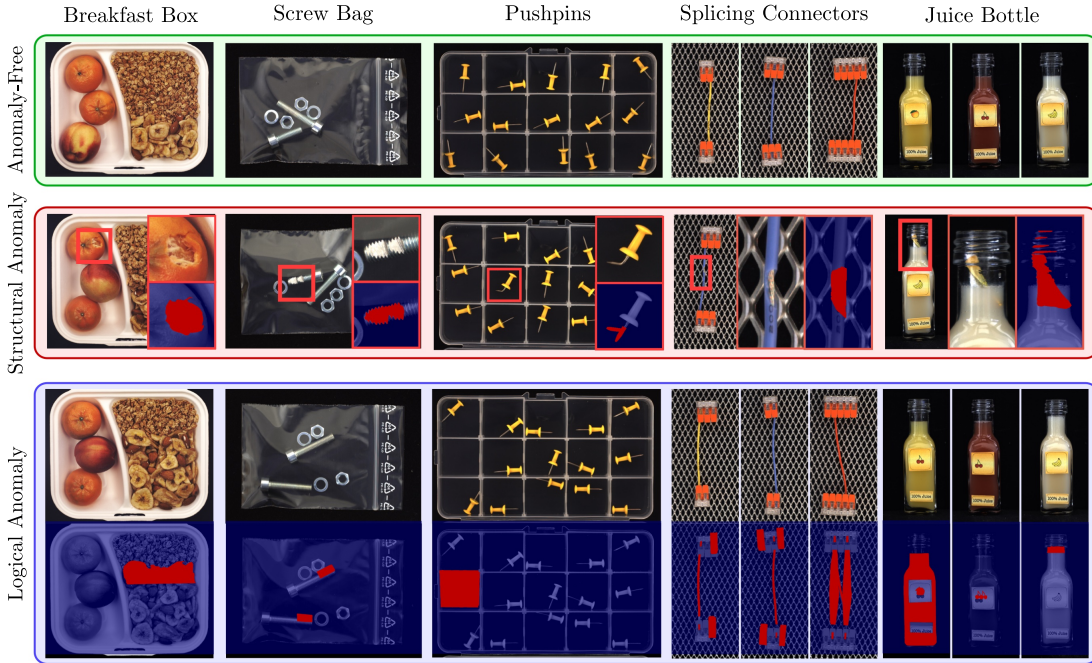 Breakfast Box
Screw Bag
Pushpins
Splicing Connectors
Juice Bottle
Anomaly-Free
100% Juice
100% Juice
100% Juice
Structural Anomaly
100% Juice
Logical Anomaly
100% Juice
100% Juice
100% Juice